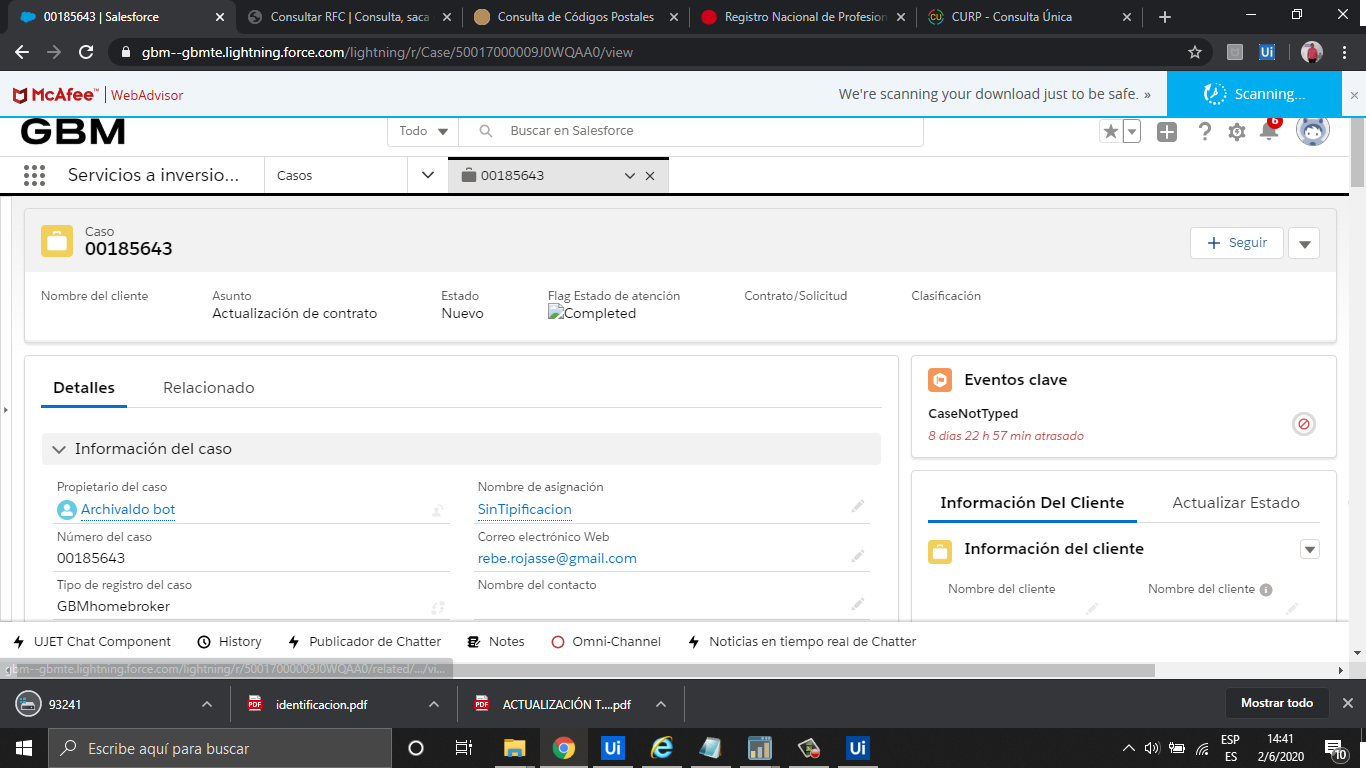 00185643 | Salesforce
Consultar RFC | Consulta, saca
Consulta de Códigos Postales
Registro Nacional de Profesion
CURP - Consulta Única
gbm--gbmte.lightning.force.com/lightning/r/Case/50017000009J0WQAA0/view
McAfee™ | WebAdvisor
We're scanning your download just to be safe. »
Scanning...
GBM
Todo
Buscar en Salesforce
6
Servicios a inversio...
Casos
00185643
Caso
00185643
Seguir
Nombre del cliente
Asunto
Estado
Flag Estado de atención
Contrato/Solicitud
Clasificación
Actualización de contrato
Nuevo
Completed
Detalles
Relacionado
Eventos clave
CaseNotTyped
8 días 22 h 57 min atrasado
Información del caso
Propietario del caso
Archivaldo bot
Nombre de asignación
SinTipificacion
Número del caso
00185643
Correo electrónico Web
rebe.rojasse@gmail.com
Tipo de registro del caso
GBMhomebroker
Nombre del contacto
Información Del Cliente
Actualizar Estado
Información del cliente
Nombre del cliente
Nombre del cliente
UJET Chat Component
History
Publicador de Chatter
Notes
Omni-Channel
Noticias en tiempo real de Chatter
gbm--gbmte.lightning.force.com/lightning/r/50017000009J0WQAA0/related/.../vi...
93241
identificacion.pdf
ACTUALIZACIÓN T....pdf
Mostrar todo
Escribe aquí para buscar
Ui
Ui
Ui
ESP
ES
14:41
2/6/2020
10